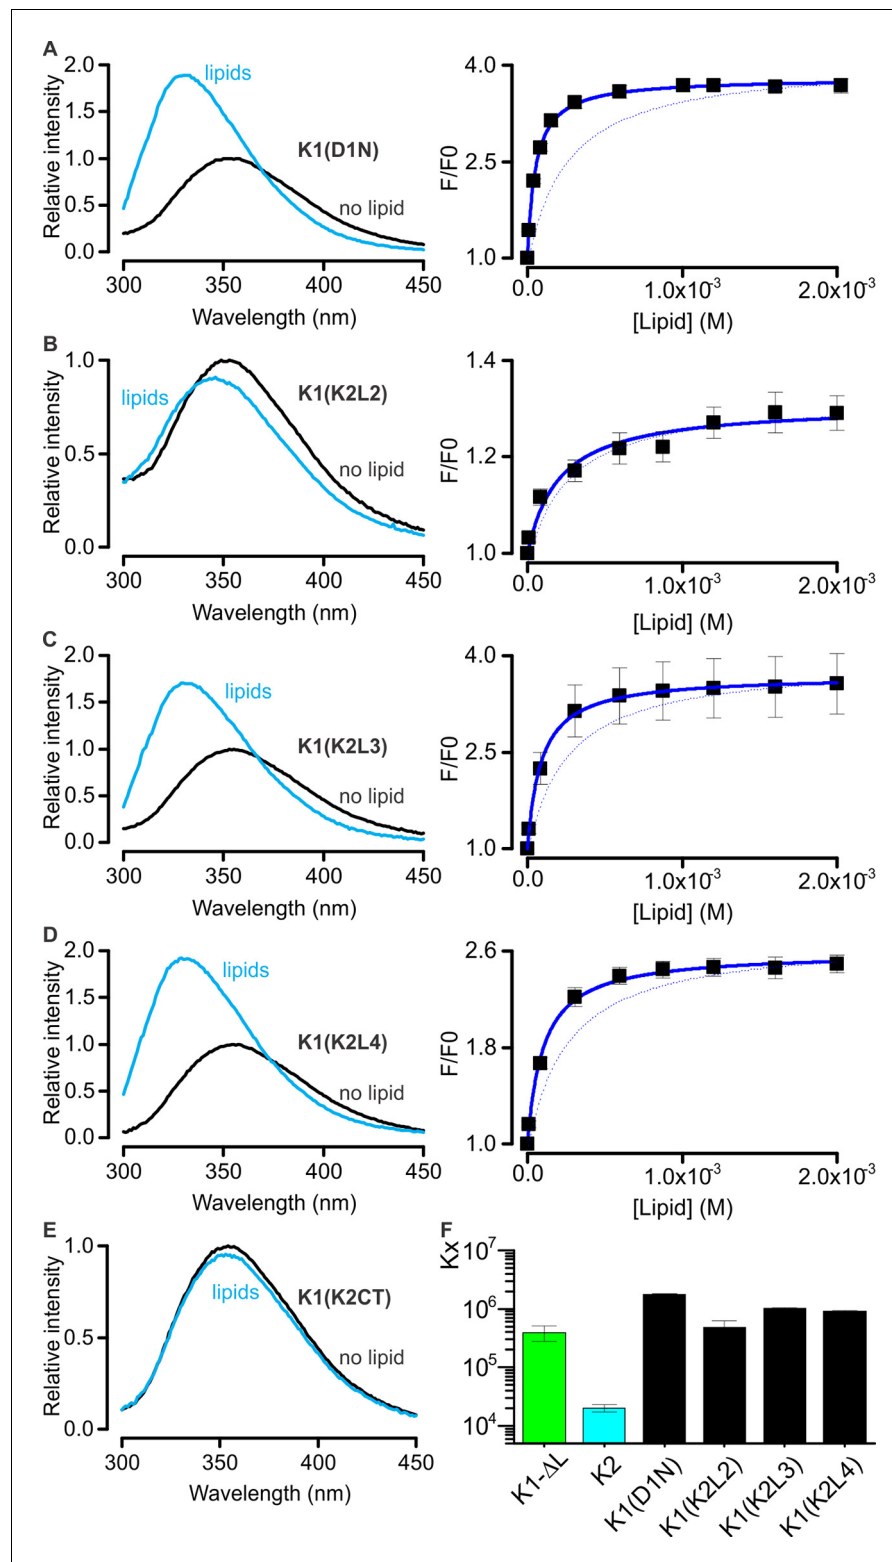 A
Relative intensity
2.0
1.5
1.0
0.5
0.0
lipids
K1(D1N)
no lipid
300 350 400 450
Wavelength (nm)
F/F0
4.0
2.5
1.0
0.0 1.0x10⁻³ 2.0x10⁻³
[Lipid] (M)
B
Relative intensity
1.0
0.5
0.0
lipids
K1(K2L2)
no lipid
300 350 400 450
Wavelength (nm)
F/F0
1.4
1.2
1.0
0.0 1.0x10⁻³ 2.0x10⁻³
[Lipid] (M)
C
Relative intensity
2.0
1.5
1.0
0.5
0.0
lipids
K1(K2L3)
no lipid
300 350 400 450
Wavelength (nm)
F/F0
4.0
2.5
1.0
0.0 1.0x10⁻³ 2.0x10⁻³
[Lipid] (M)
D
Relative intensity
2.0
1.5
1.0
0.5
0.0
lipids
K1(K2L4)
no lipid
300 350 400 450
Wavelength (nm)
F/F0
2.6
1.8
1.0
0.0 1.0x10⁻³ 2.0x10⁻³
[Lipid] (M)
E
Relative intensity
1.0
0.5
0.0
lipids
K1(K2CT)
no lipid
300 350 400 450
Wavelength (nm)
F
Kx
10⁷
10⁶
10⁵
10⁴
K1-ΔL
K2
K1(D1N)
K1(K2L2)
K1(K2L3)
K1(K2L4)